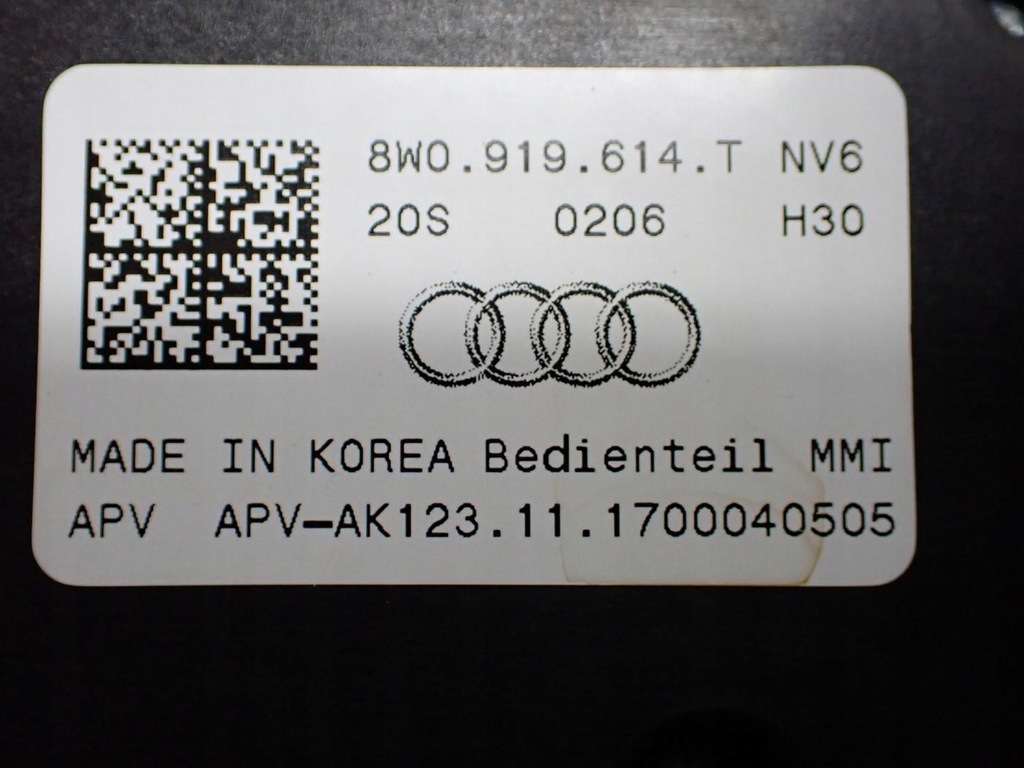 8W0.919.614.T NV6
20S 0206 H30
MADE IN KOREA Bedienteil MMI
APV APV-AK123.11.1700040505